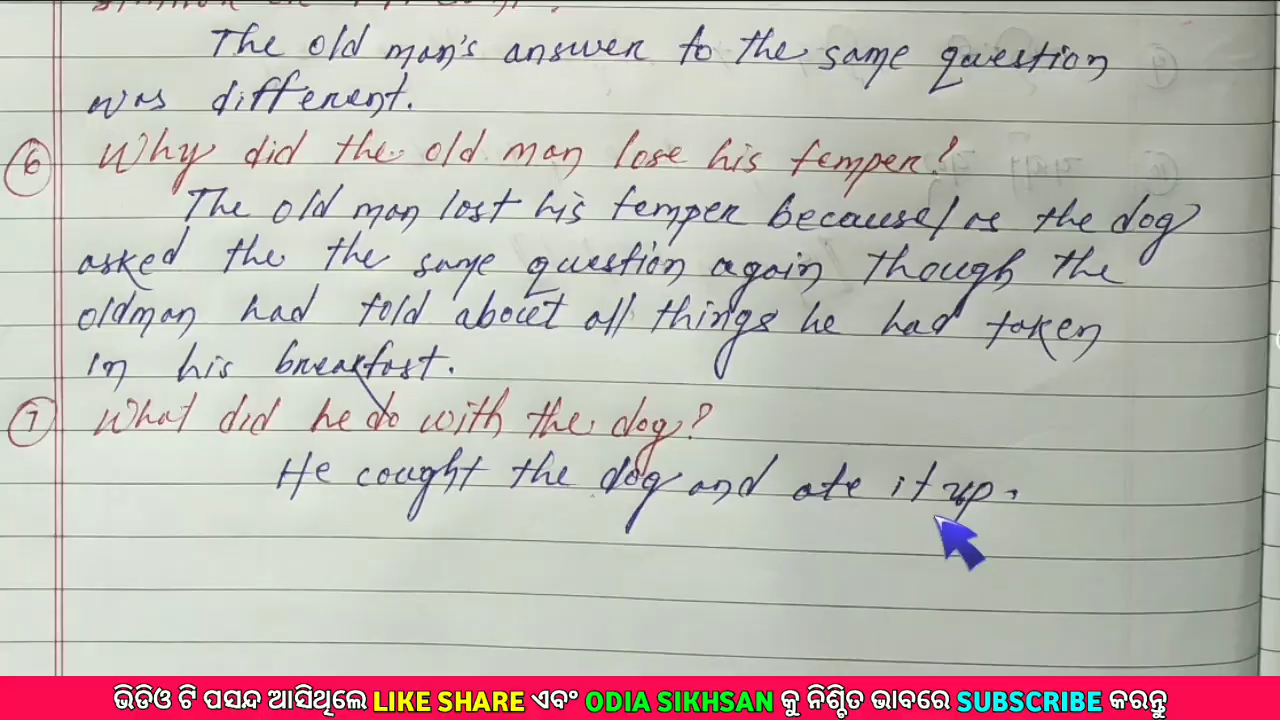 The old man's answer to the same question
was different.
6 Why did the old man lose his temper?
The old man lost his temper because/as the dog
asked the the same question again though the
oldman had told about all things he had taken
in his breakfast.
7 What did he do with the dog?
He cought the dog and ate it up.
ଭିଡିଓ ଟି ପସନ୍ଦ ଆସିଥିଲେ LIKE SHARE ଏବଂ ODIA SIKHSAN କୁ ନିଶ୍ଚିତ ଭାବରେ SUBSCRIBE କରନ୍ତୁ